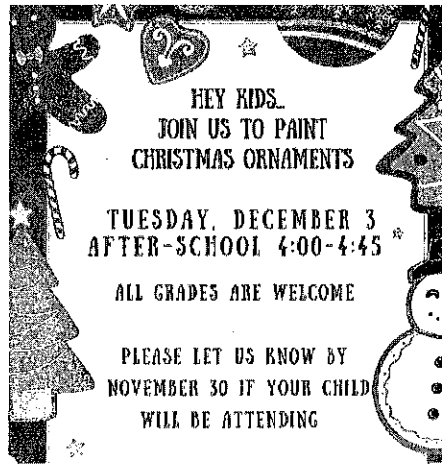 HEY KIDS...
JOIN US TO PAINT
CHRISTMAS ORNAMENTS
TUESDAY, DECEMBER 3
AFTER-SCHOOL 4:00-4:45
ALL GRADES ARE WELCOME
PLEASE LET US KNOW BY
NOVEMBER 30 IF YOUR CHILD
WILL BE ATTENDING